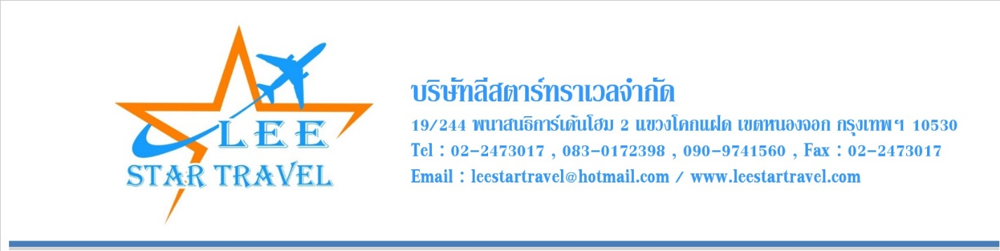 LEE
STAR TRAVEL
บริษัทลีสตาร์ทราเวลจำกัด
19/244 พนาสนธิการ์เด้นโฮม 2 แขวงโคกแฝด เขตหนองจอก กรุงเทพฯ 10530
Tel : 02-2473017 , 083-0172398 , 090-9741560 , Fax : 02-2473017
Email : leestartravel@hotmail.com / www.leestartravel.com